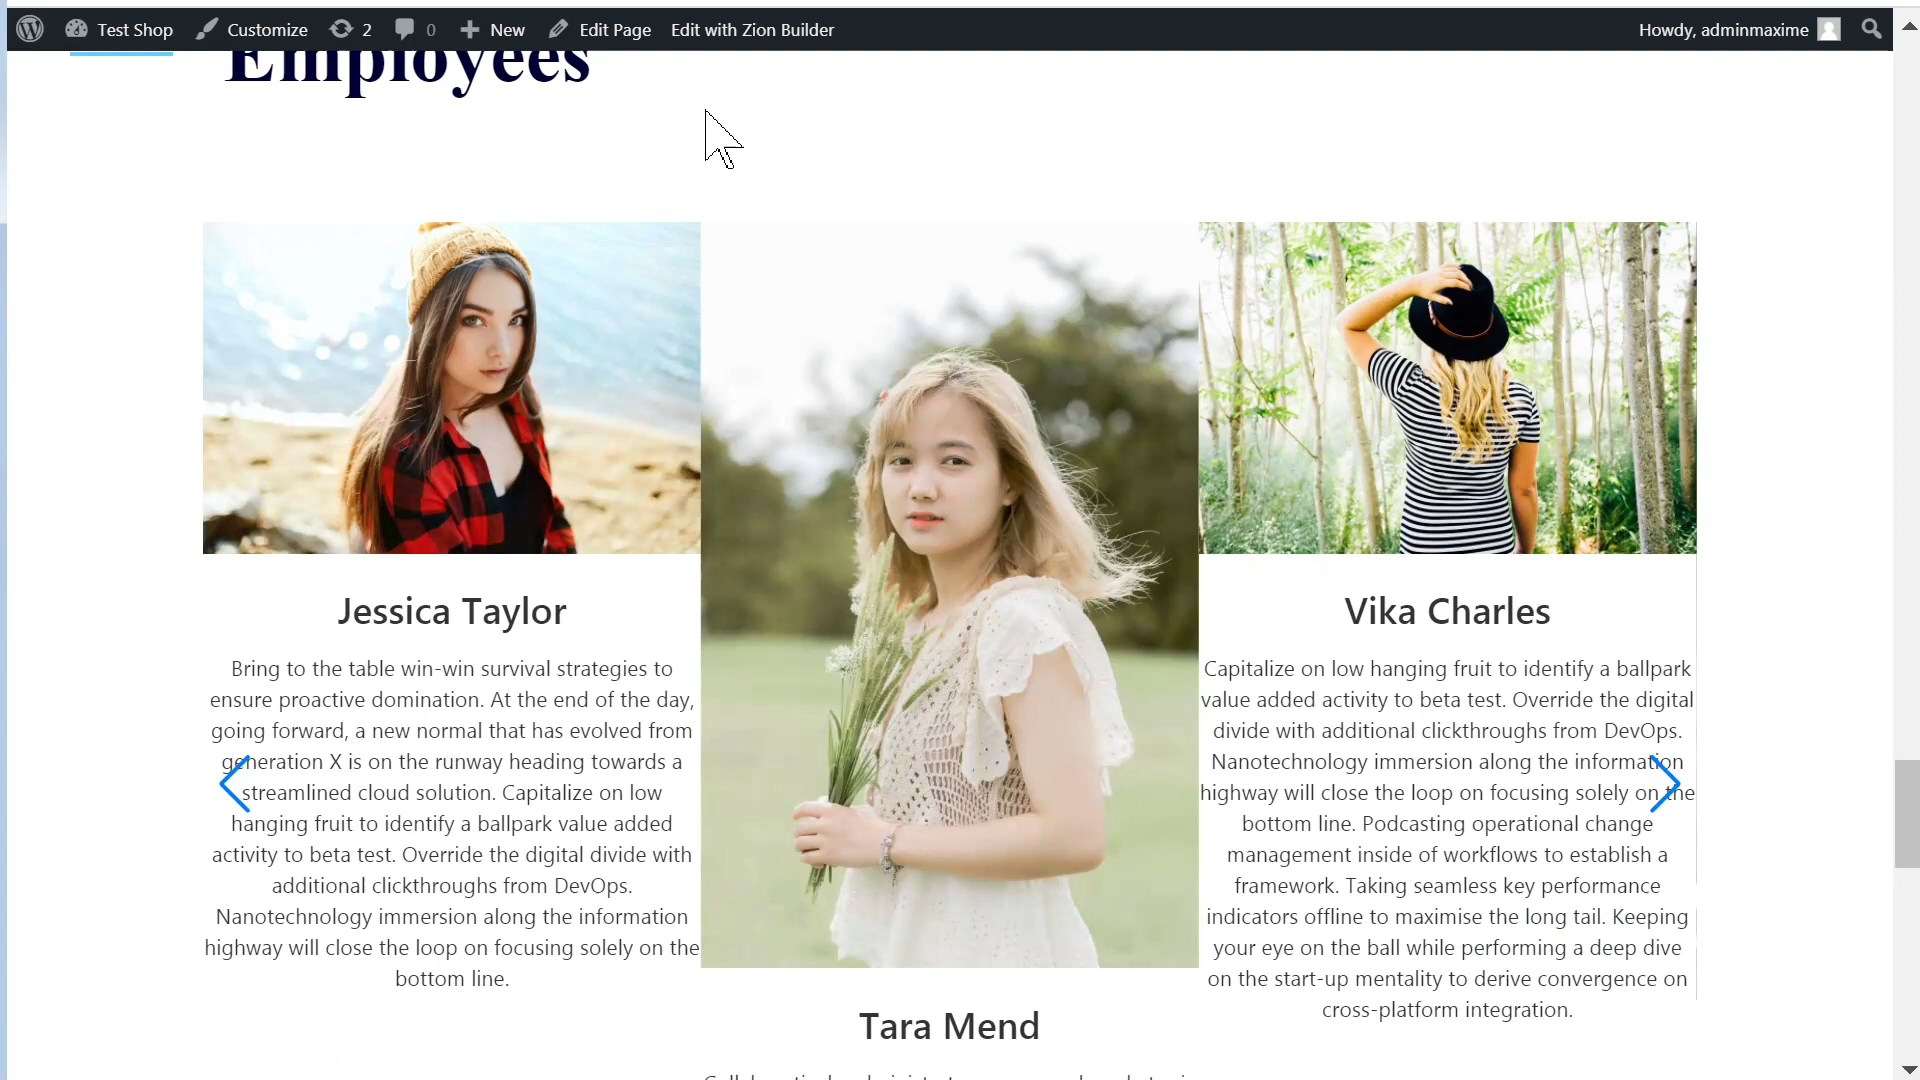 Test Shop Customize 2 0 New Edit Page Edit with Zion Builder Howdy, adminmaxime
Employees
Jessica Taylor
Bring to the table win-win survival strategies to
ensure proactive domination. At the end of the day,
going forward, a new normal that has evolved from
generation X is on the runway heading towards a
streamlined cloud solution. Capitalize on low
hanging fruit to identify a ballpark value added
activity to beta test. Override the digital divide with
additional clickthroughs from DevOps.
Nanotechnology immersion along the information
highway will close the loop on focusing solely on the
bottom line.
Tara Mend
Vika Charles
Capitalize on low hanging fruit to identify a ballpark
value added activity to beta test. Override the digital
divide with additional clickthroughs from DevOps.
Nanotechnology immersion along the information
highway will close the loop on focusing solely on the
bottom line. Podcasting operational change
management inside of workflows to establish a
framework. Taking seamless key performance
indicators offline to maximise the long tail. Keeping
your eye on the ball while performing a deep dive
on the start-up mentality to derive convergence on
cross-platform integration.